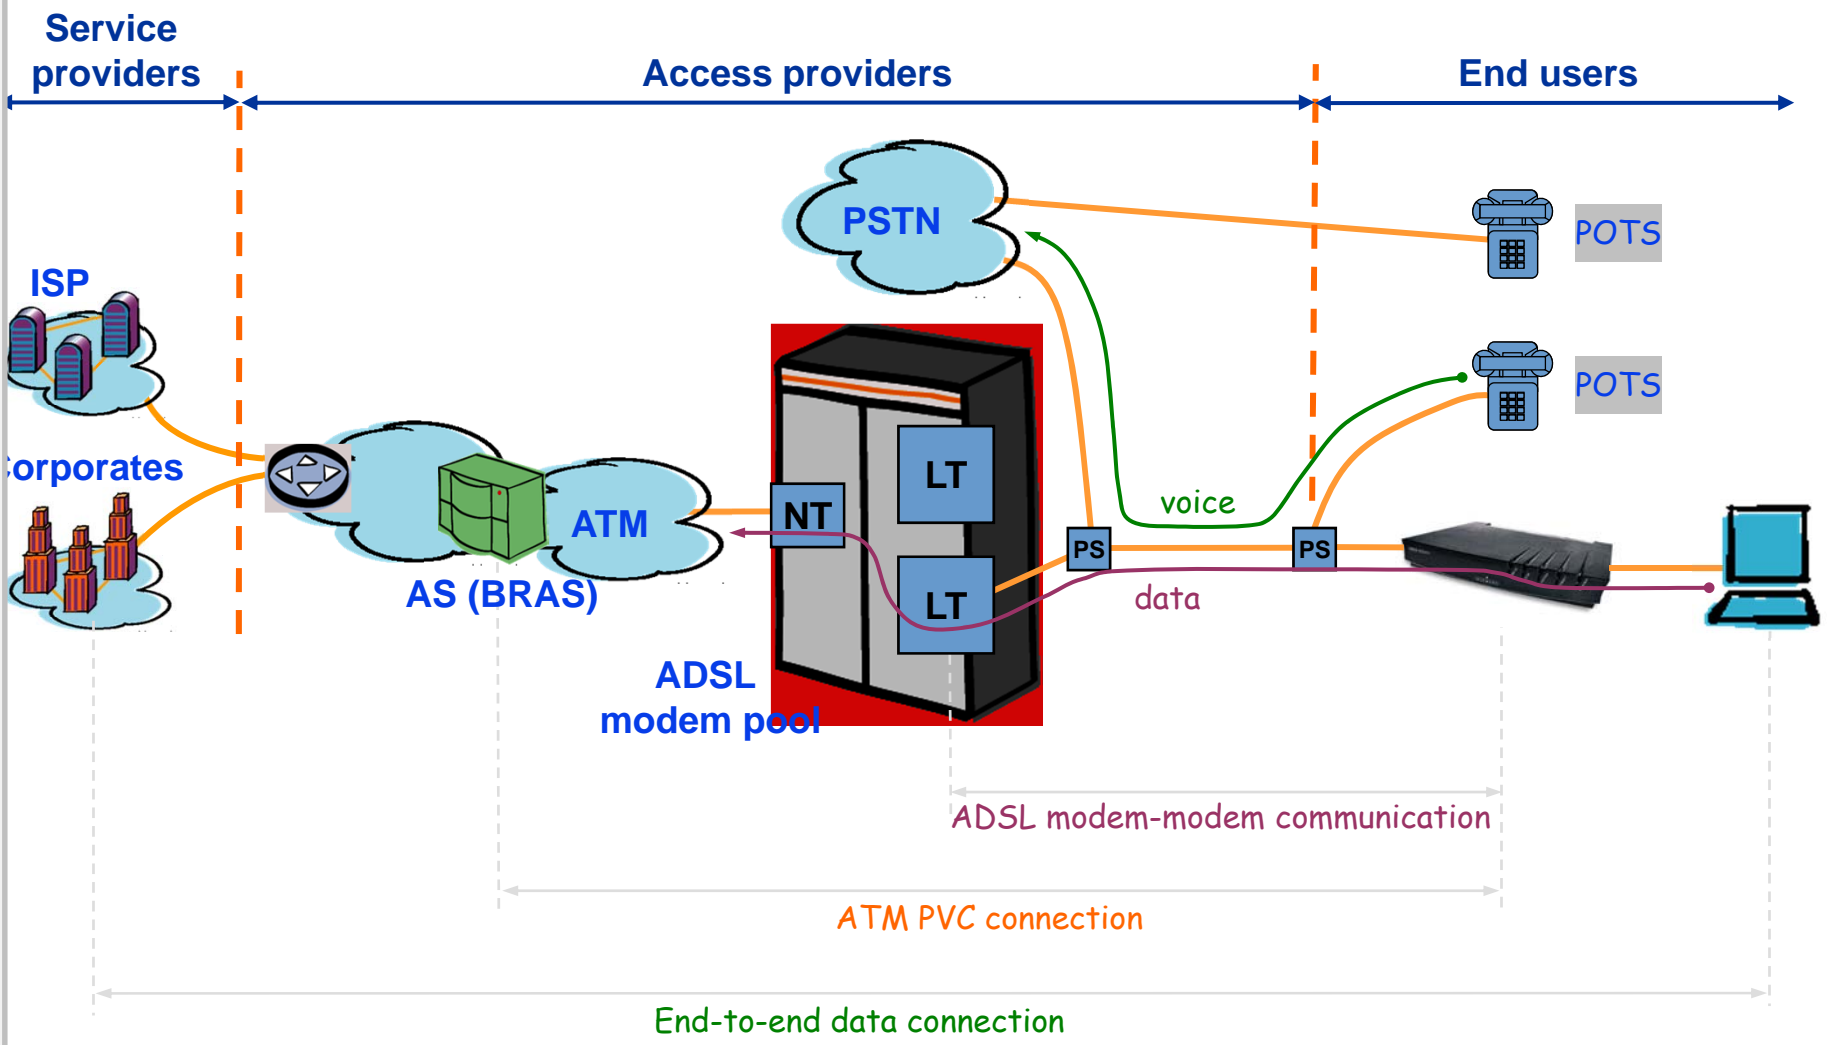 Service
providers
Access providers
End users
PSTN
POTS
ISP
POTS
orporates
LT
NT
ATM
voice
PS
PS
AS (BRAS)
LT
data
ADSL
modem pool
ADSL modem-modem communication
ATM PVC connection
End-to-end data connection